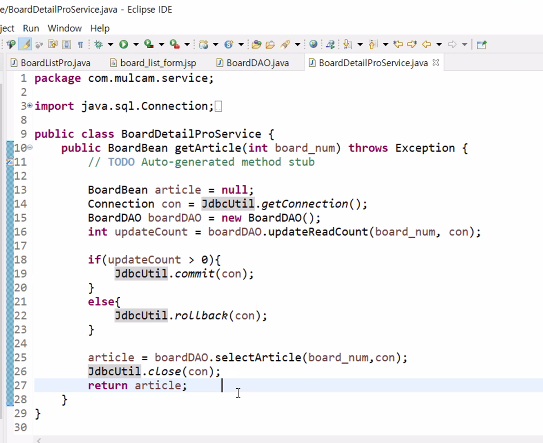 e/BoardDetailProService.java - Eclipse IDE
ject Run Window Help
BoardListPro.java board_list_form.jsp BoardDAO.java BoardDetailProService.java
1 package com.mulcam.service;
2
3 import java.sql.Connection;
8
9 public class BoardDetailProService {
10 public BoardBean getArticle(int board_num) throws Exception {
11 // TODO Auto-generated method stub
12
13 BoardBean article = null;
14 Connection con = JdbcUtil.getConnection();
15 BoardDAO boardDAO = new BoardDAO();
16 int updateCount = boardDAO.updateReadCount(board_num, con);
17
18 if(updateCount > 0){
19 JdbcUtil.commit(con);
20 }
21 else{
22 JdbcUtil.rollback(con);
23 }
24
25 article = boardDAO.selectArticle(board_num,con);
26 JdbcUtil.close(con);
27 return article;
28 }
29 }
30